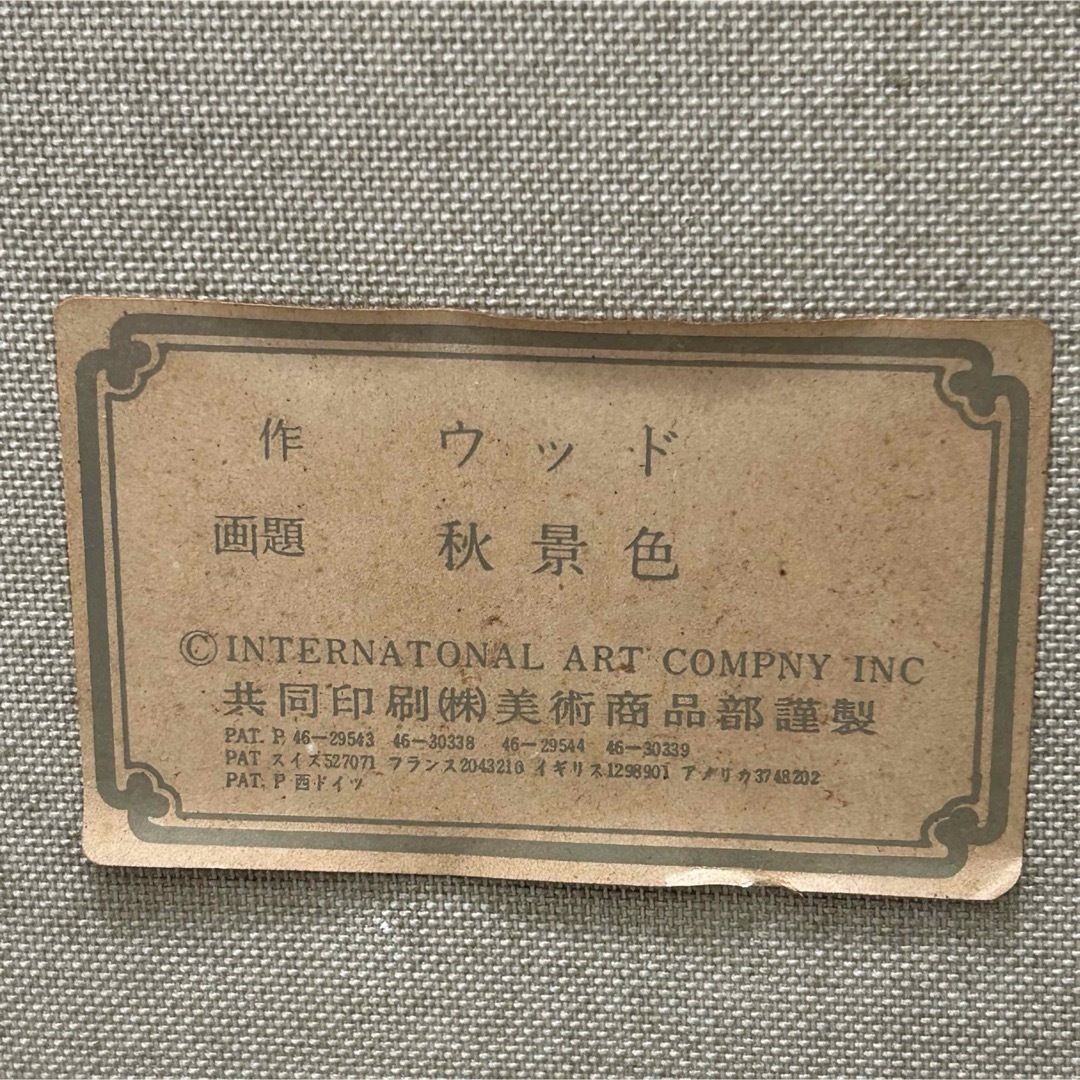 作 ウッド
画題 秋景色
©INTERNATONAL ART COMPNY INC
共同印刷(株)美術商品部謹製
PAT. P. 46-29543 46-30338 46-29544 46-30339
PAT スイス527071 フランス2043216 イギリス1298901 アメリカ3748202
PAT. P 西ドイツ